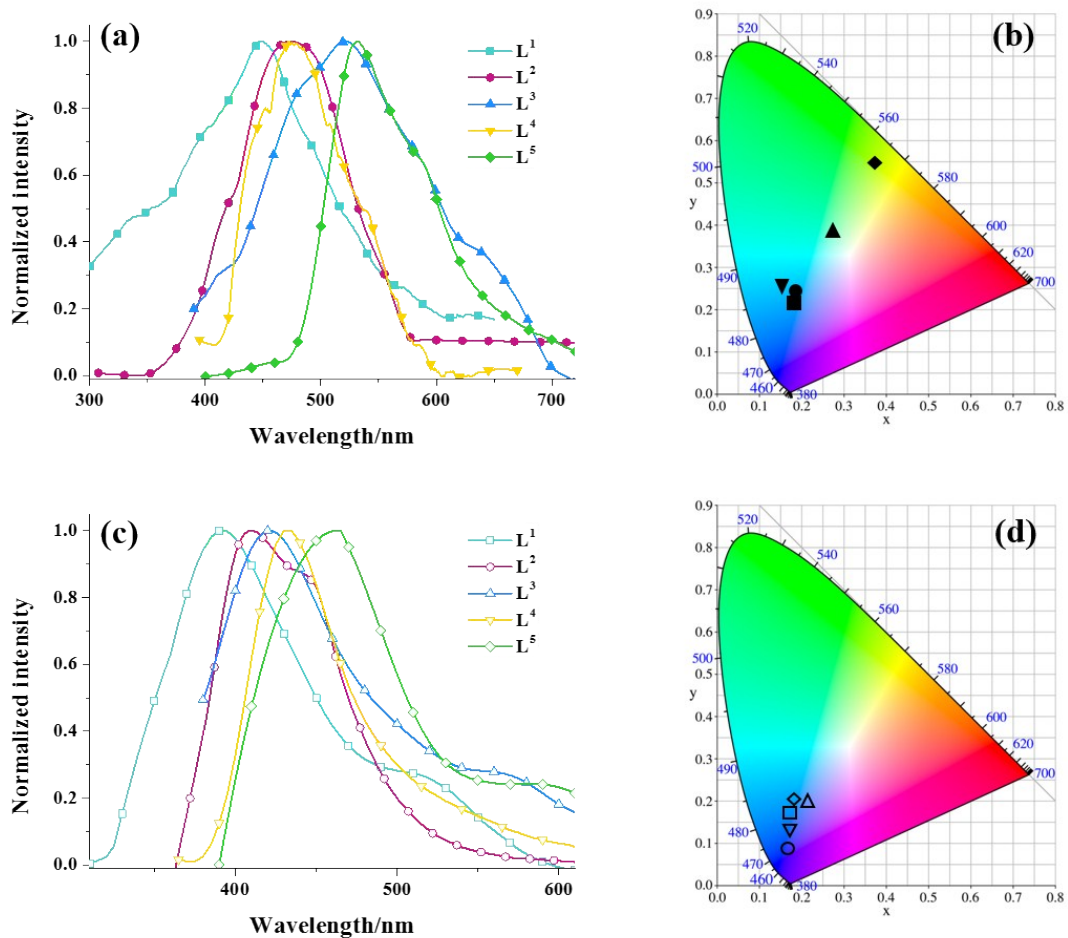 (a)
L1
L2
L3
L4
L5
1.0
0.8
0.6
0.4
0.2
0.0
Normalized intensity
300 400 500 600 700
Wavelength/nm
(b)
0.9
0.8
0.7
0.6
0.5
y
0.4
0.3
0.2
0.1
0.0
520
540
560
500
580
600
490
620
700
480
470
460
380
0.0 0.1 0.2 0.3 0.4 0.5 0.6 0.7 0.8
x
(c)
L1
L2
L3
L4
L5
1.0
0.8
0.6
0.4
0.2
0.0
Normalized intensity
400 500 600
Wavelength/nm
(d)
0.9
0.8
0.7
0.6
0.5
y
0.4
0.3
0.2
0.1
0.0
520
540
560
500
580
600
490
620
700
480
470
460
380
0.0 0.1 0.2 0.3 0.4 0.5 0.6 0.7 0.8
x